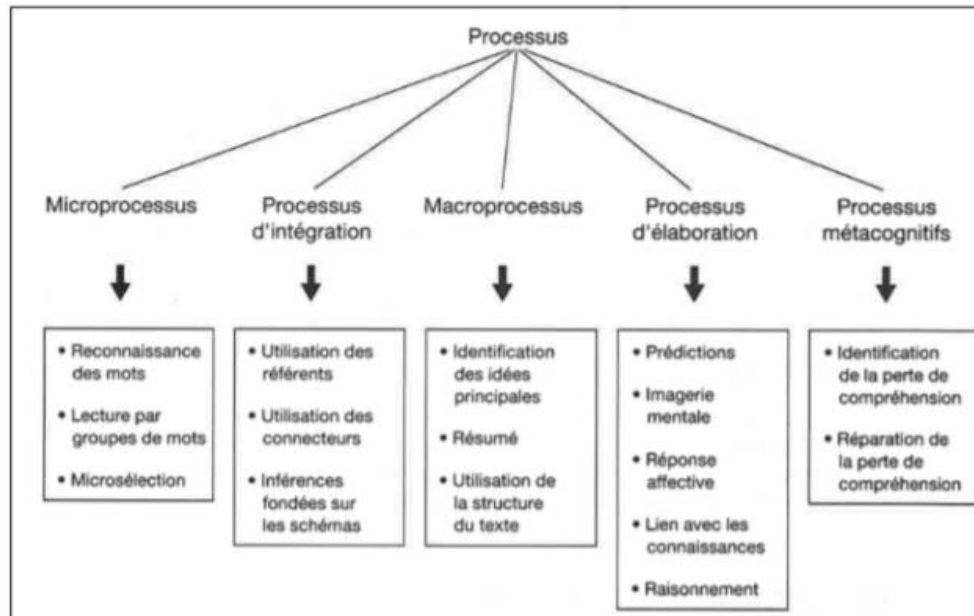 Processus
Microprocessus
Processus
d'intégration
Macroprocessus
Processus
d'élaboration
Processus
métacognitifs
• Reconnaissance
des mots
• Lecture par
groupes de mots
• Microsélection
• Utilisation des
référents
• Utilisation des
connecteurs
• Inférences
fondées sur
les schémas
• Identification
des idées
principales
• Résumé
• Utilisation de
la structure
du texte
• Prédictions
• Imagerie
mentale
• Réponse
affective
• Lien avec les
connaissances
• Raisonnement
• Identification
de la perte de
compréhension
• Réparation de
la perte de
compréhension